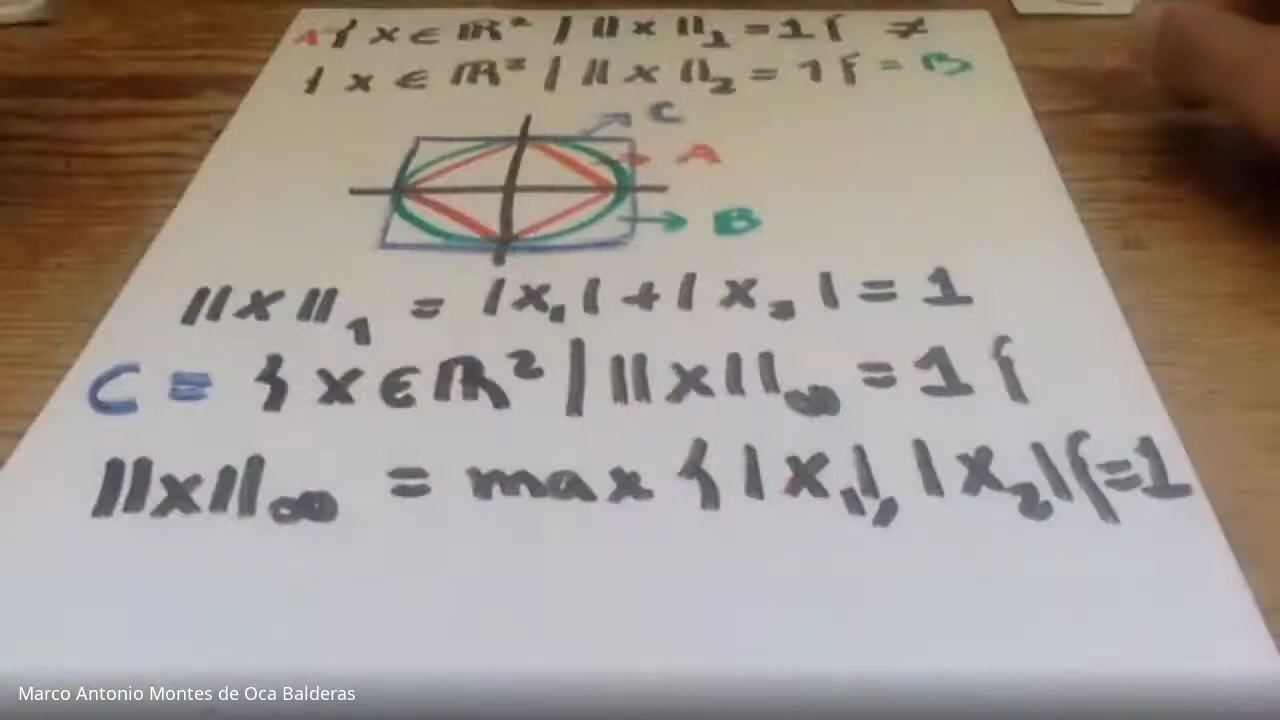 A{x ∈ ℝ² | ||x||₁ = 1} ≠
{x ∈ ℝ² | ||x||₂ = 1} = B
C
A
B
||x||₁ = |x₁| + |x₂| = 1
C = {x ∈ ℝ² | ||x||∞ = 1}
||x||∞ = max {|x₁|, |x₂|} = 1
Marco Antonio Montes de Oca Balderas